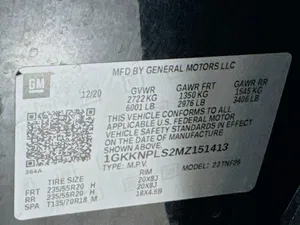 MFD BY GENERAL MOTORS LLC
GM
12/20
GVWR GAWR FRT GAWR RR
2722 KG 1350 KG 1545 KG
6001 LB 2976 LB 3406 LB
THIS VEHICLE CONFORMS TO ALL APPLICABLE U.S. FEDERAL MOTOR VEHICLE SAFETY STANDARDS IN EFFECT ON THE DATE OF MANUFACTURE SHOWN ABOVE.
1GKKNPLS2MZ151413
TYPE: M.P.V. MODEL:
364A
TIRE SIZE RIM
FRT 235/55R20 H 20X8J
RR 235/55R20 H 20X8J
SPA T135/70R18 M 18X4.5B